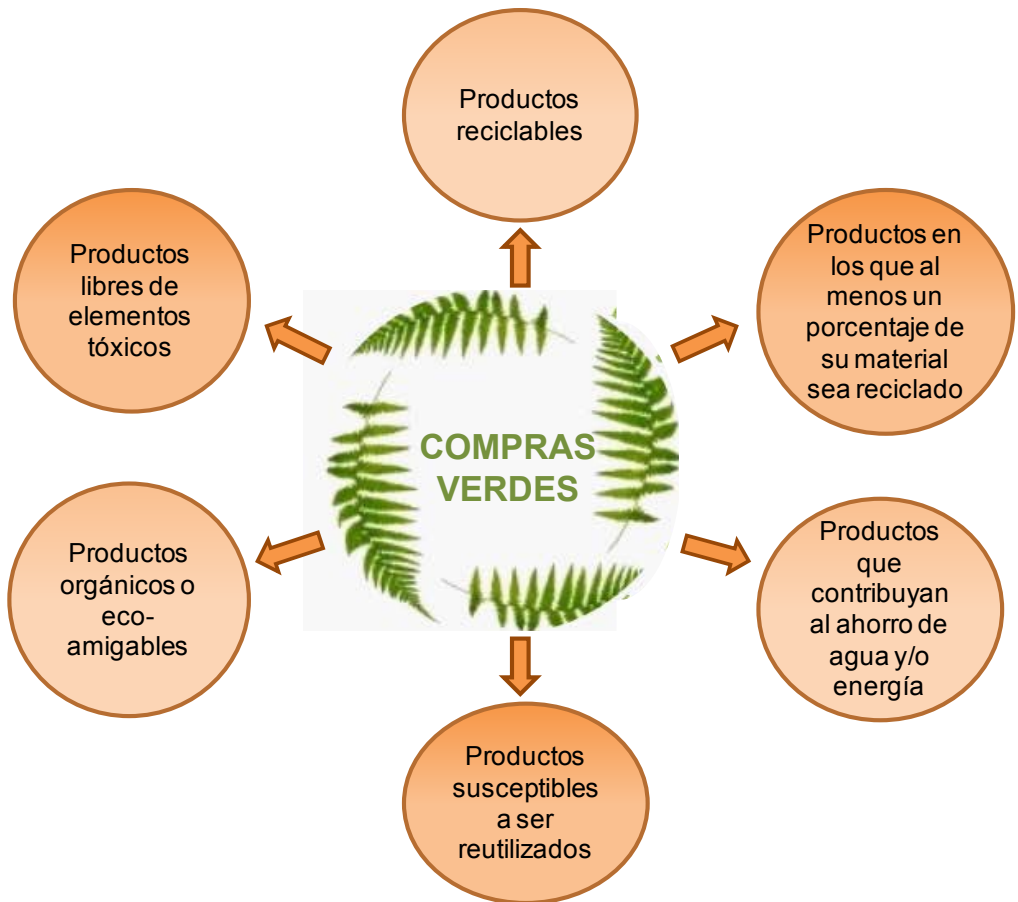 Productos
reciclables
Productos en
los que al
menos un
porcentaje de
su material
sea reciclado
Productos
que
contribuyan
al ahorro de
agua y/o
energía
Productos
susceptibles
a ser
reutilizados
Productos
orgánicos o
eco-
amigables
Productos
libres de
elementos
tóxicos
COMPRAS
VERDES